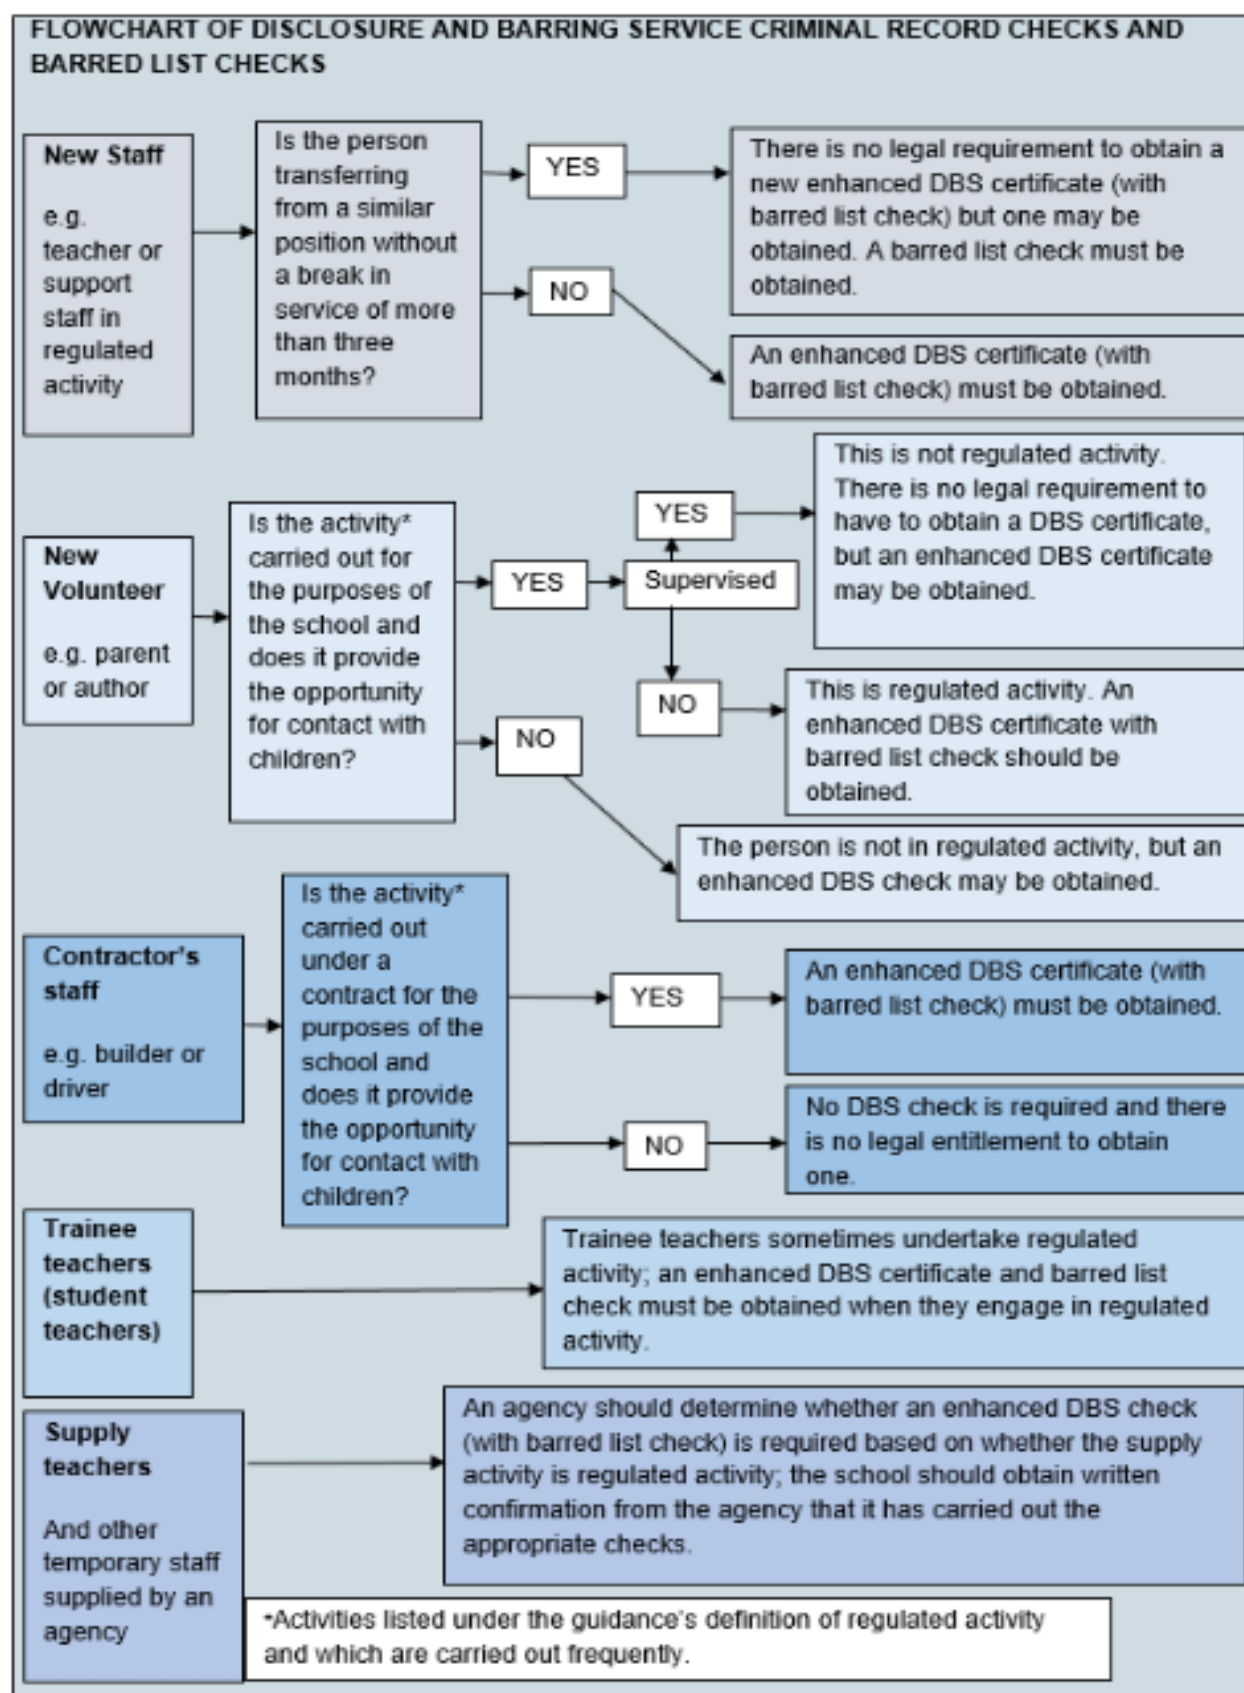 FLOWCHART OF DISCLOSURE AND BARRING SERVICE CRIMINAL RECORD CHECKS AND
BARRED LIST CHECKS
New Staff
e.g.
teacher or
support
staff in
regulated
activity
Is the person
transferring
from a similar
position without
a break in
service of more
than three
months?
YES
There is no legal requirement to obtain a
new enhanced DBS certificate (with
barred list check) but one may be
obtained. A barred list check must be
obtained.
NO
An enhanced DBS certificate (with
barred list check) must be obtained.
New
Volunteer
e.g. parent
or author
Is the activity*
carried out for
the purposes of
the school and
does it provide
the opportunity
for contact with
children?
YES
Supervised
YES
This is not regulated activity.
There is no legal requirement to
have to obtain a DBS certificate,
but an enhanced DBS certificate
may be obtained.
NO
This is regulated activity. An
enhanced DBS certificate with
barred list check should be
obtained.
NO
The person is not in regulated activity, but an
enhanced DBS check may be obtained.
Contractor's
staff
e.g. builder or
driver
Is the activity*
carried out
under a
contract for the
purposes of the
school and
does it provide
the opportunity
for contact with
children?
YES
An enhanced DBS certificate (with
barred list check) must be obtained.
NO
No DBS check is required and there
is no legal entitlement to obtain
one.
Trainee
teachers
(student
teachers)
Trainee teachers sometimes undertake regulated
activity; an enhanced DBS certificate and barred list
check must be obtained when they engage in regulated
activity.
Supply
teachers
And other
temporary staff
supplied by an
agency
An agency should determine whether an enhanced DBS check
(with barred list check) is required based on whether the supply
activity is regulated activity; the school should obtain written
confirmation from the agency that it has carried out the
appropriate checks.
*Activities listed under the guidance's definition of regulated activity
and which are carried out frequently.